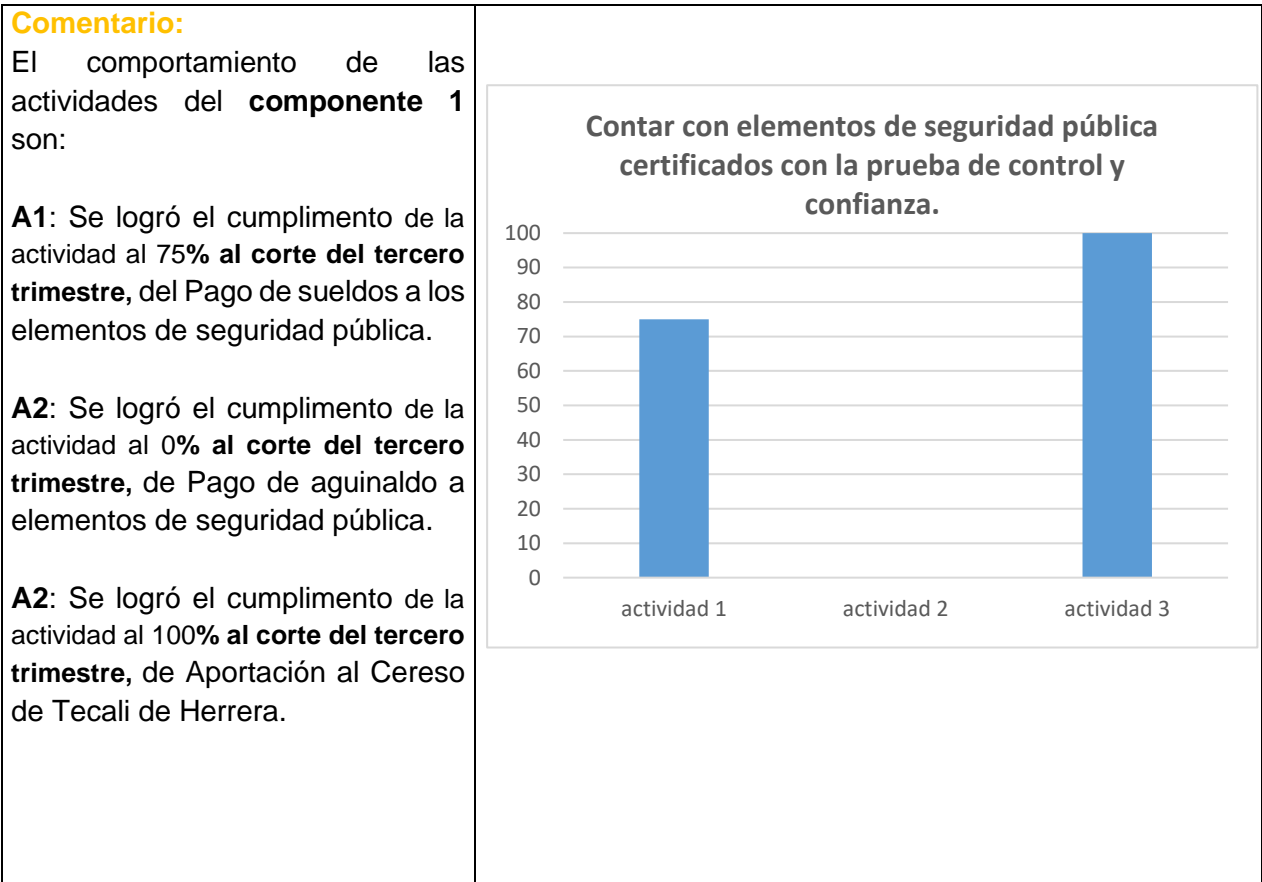 Comentario:
El comportamiento de las
actividades del componente 1
son:
A1: Se logró el cumplimento de la
actividad al 75% al corte del tercero
trimestre, del Pago de sueldos a los
elementos de seguridad pública.
A2: Se logró el cumplimento de la
actividad al 0% al corte del tercero
trimestre, de Pago de aguinaldo a
elementos de seguridad pública.
A2: Se logró el cumplimento de la
actividad al 100% al corte del tercero
trimestre, de Aportación al Cereso
de Tecali de Herrera.
Contar con elementos de seguridad pública
certificados con la prueba de control y
confianza.
100
90
80
70
60
50
40
30
20
10
0
actividad 1 actividad 2 actividad 3